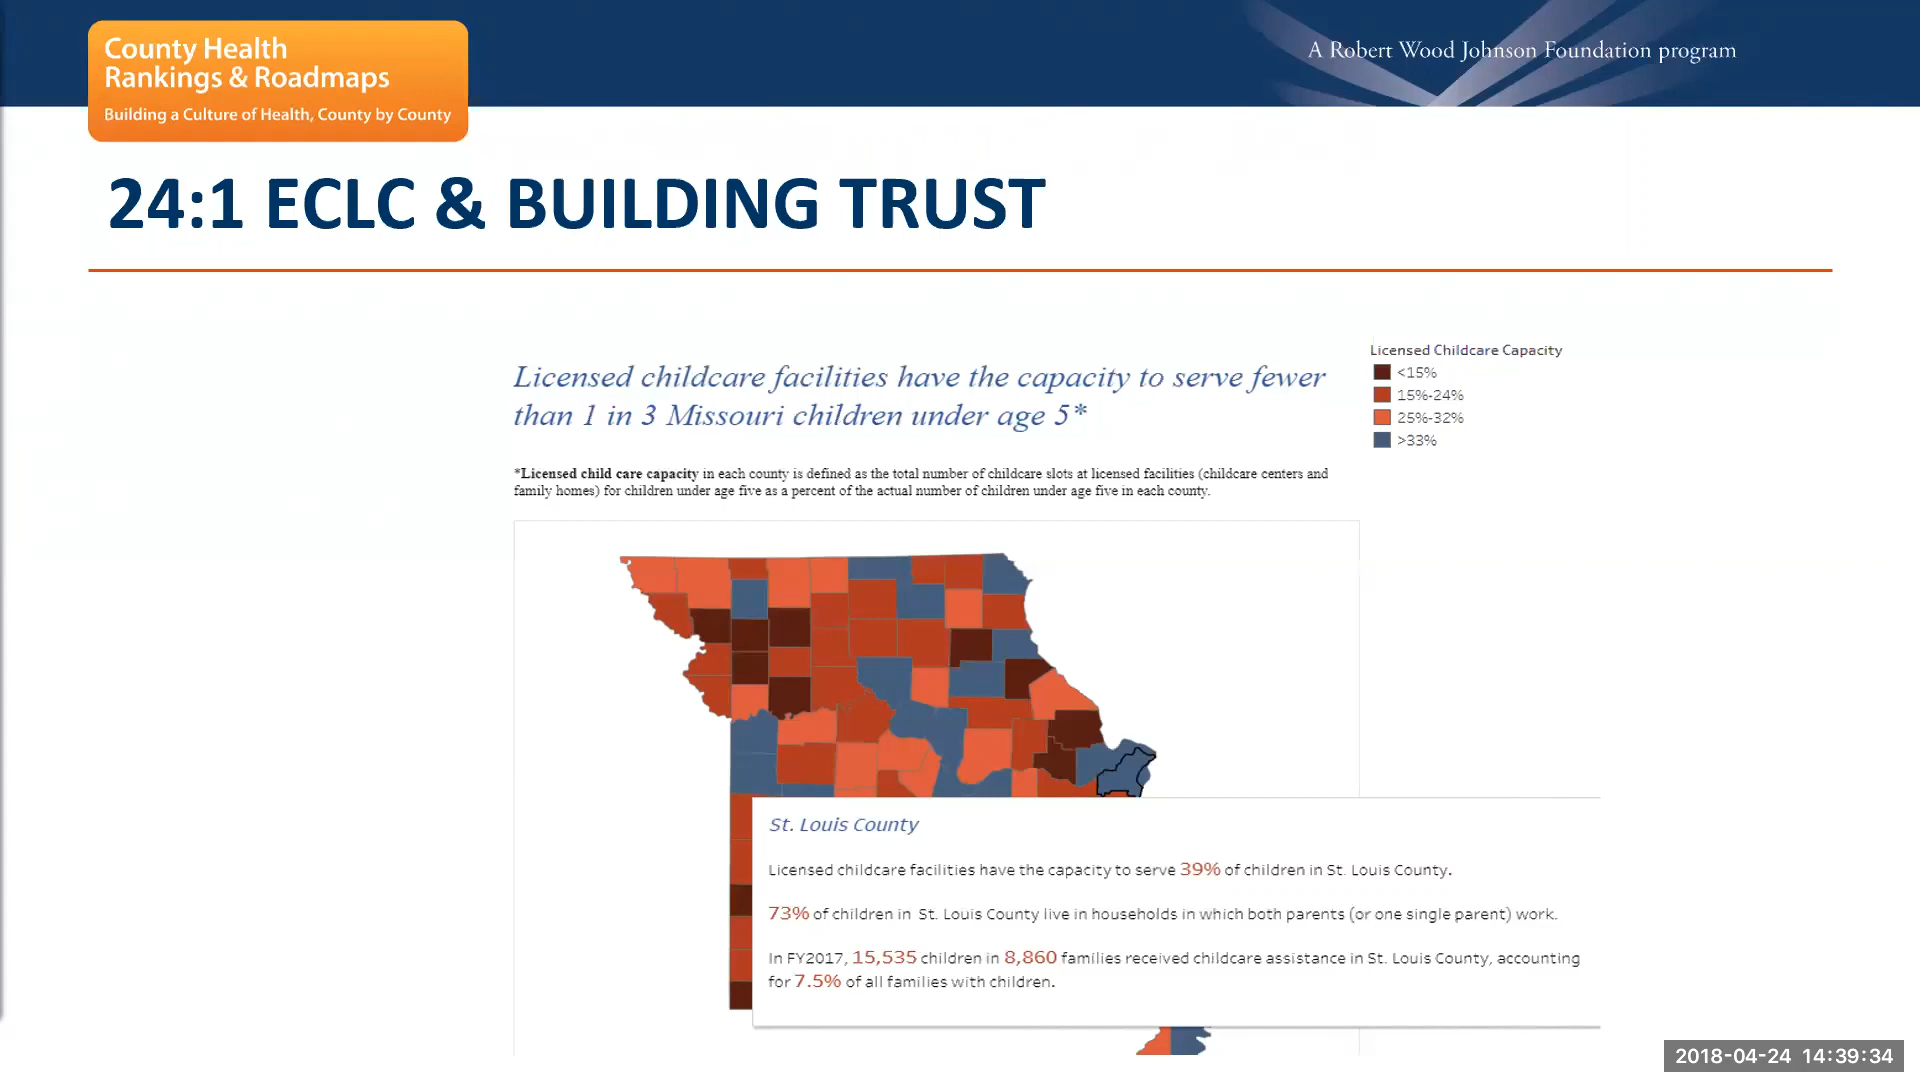 County Health
Rankings & Roadmaps
Building a Culture of Health, County by County
A Robert Wood Johnson Foundation program
24:1 ECLC & BUILDING TRUST
Licensed childcare facilities have the capacity to serve fewer
than 1 in 3 Missouri children under age 5*
*Licensed child care capacity in each county is defined as the total number of childcare slots at licensed facilities (childcare centers and
family homes) for children under age five as a percent of the actual number of children under age five in each county.
Licensed Childcare Capacity
<15%
15%-24%
25%-32%
>33%
St. Louis County
Licensed childcare facilities have the capacity to serve 39% of children in St. Louis County.
73% of children in St. Louis County live in households in which both parents (or one single parent) work.
In FY2017, 15,535 children in 8,860 families received childcare assistance in St. Louis County, accounting
for 7.5% of all families with children.
2018-04-24 14:39:34